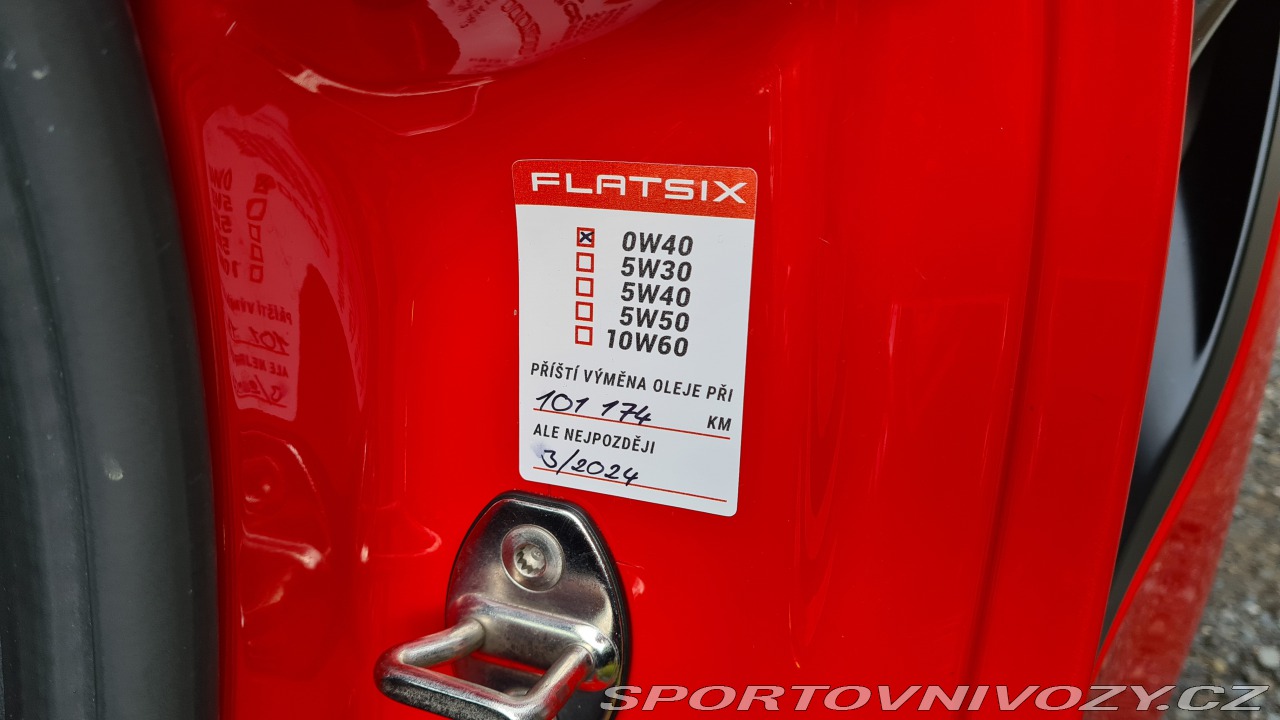 FLATSIX
0W40
5W30
5W40
5W50
10W60
PŘÍŠTÍ VÝMĚNA OLEJE PŘI
101 174 KM
ALE NEJPOZDĚJI
3/2024
SPORTOVNIVOZY.CZ